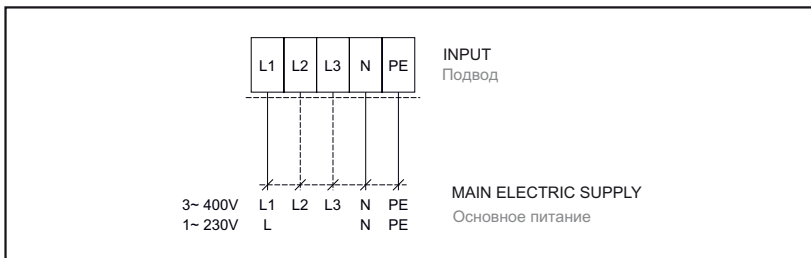 L1 L2 L3 N PE
INPUT
Подвод
MAIN ELECTRIC SUPPLY
Основное питание
3~ 400V L1 L2 L3 N PE
1~ 230V L N PE